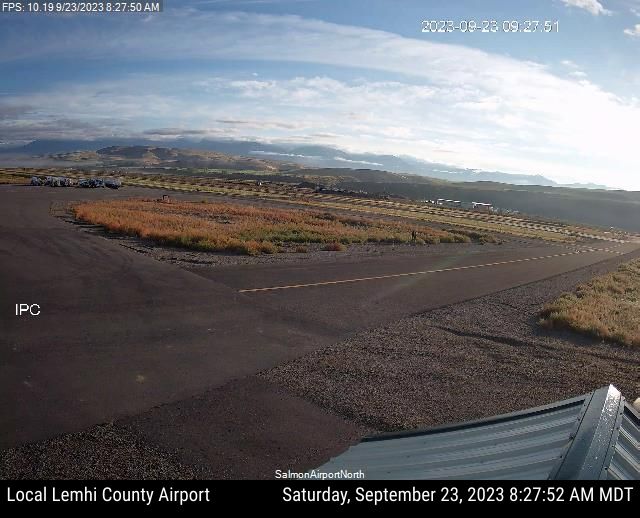 FPS: 10.19 9/23/2023 8:27:50 AM
2023-09-23 09:27:51
IPC
SalmonAirportNorth
Local Lemhi County Airport
Saturday, September 23, 2023 8:27:52 AM MDT